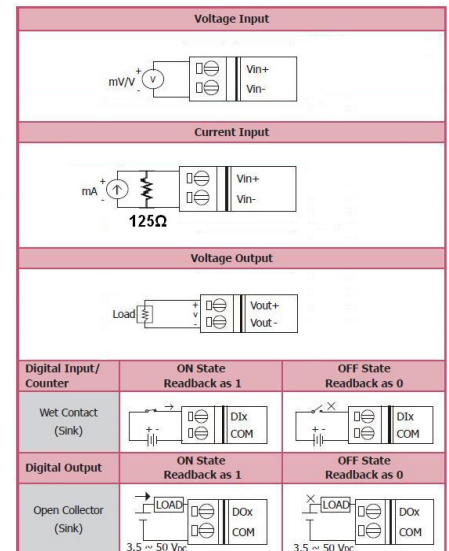 Voltage Input
mV/V
+
V
-
Vin+
Vin-
Current Input
mA
+
-
125Ω
Vin+
Vin-
Voltage Output
Load
+
v
-
Vout+
Vout-
Digital Input/
Counter
ON State
Readback as 1
OFF State
Readback as 0
Wet Contact
(Sink)
+ -
DIx
COM
+ -
DIx
COM
Digital Output
ON State
Readback as 1
OFF State
Readback as 0
Open Collector
(Sink)
LOAD
DOx
COM
3.5 ~ 50 VDC
LOAD
DOx
COM
3.5 ~ 50 VDC